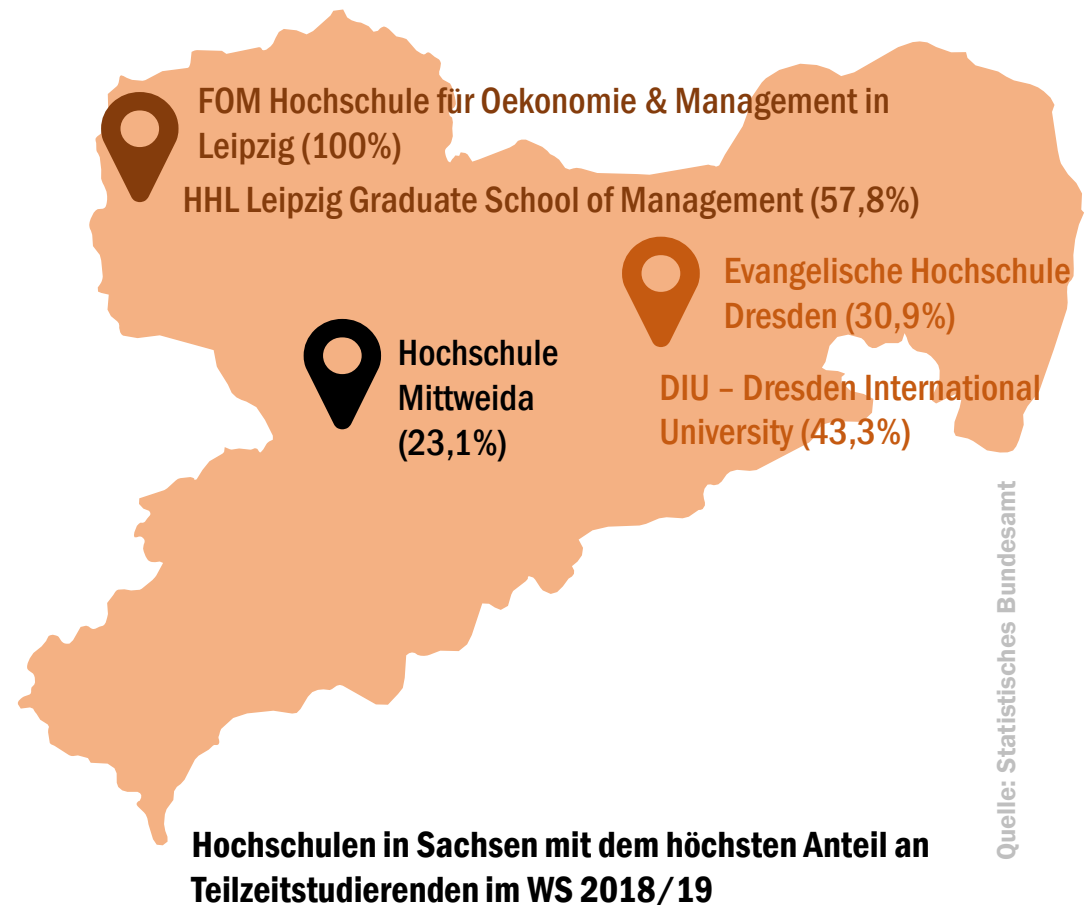 FOM Hochschule für Oekonomie & Management in
Leipzig (100%)
HHL Leipzig Graduate School of Management (57,8%)
Evangelische Hochschule
Dresden (30,9%)
Hochschule
Mittweida
(23,1%)
DIU – Dresden International
University (43,3%)
Quelle: Statistisches Bundesamt
Hochschulen in Sachsen mit dem höchsten Anteil an
Teilzeitstudierenden im WS 2018/19